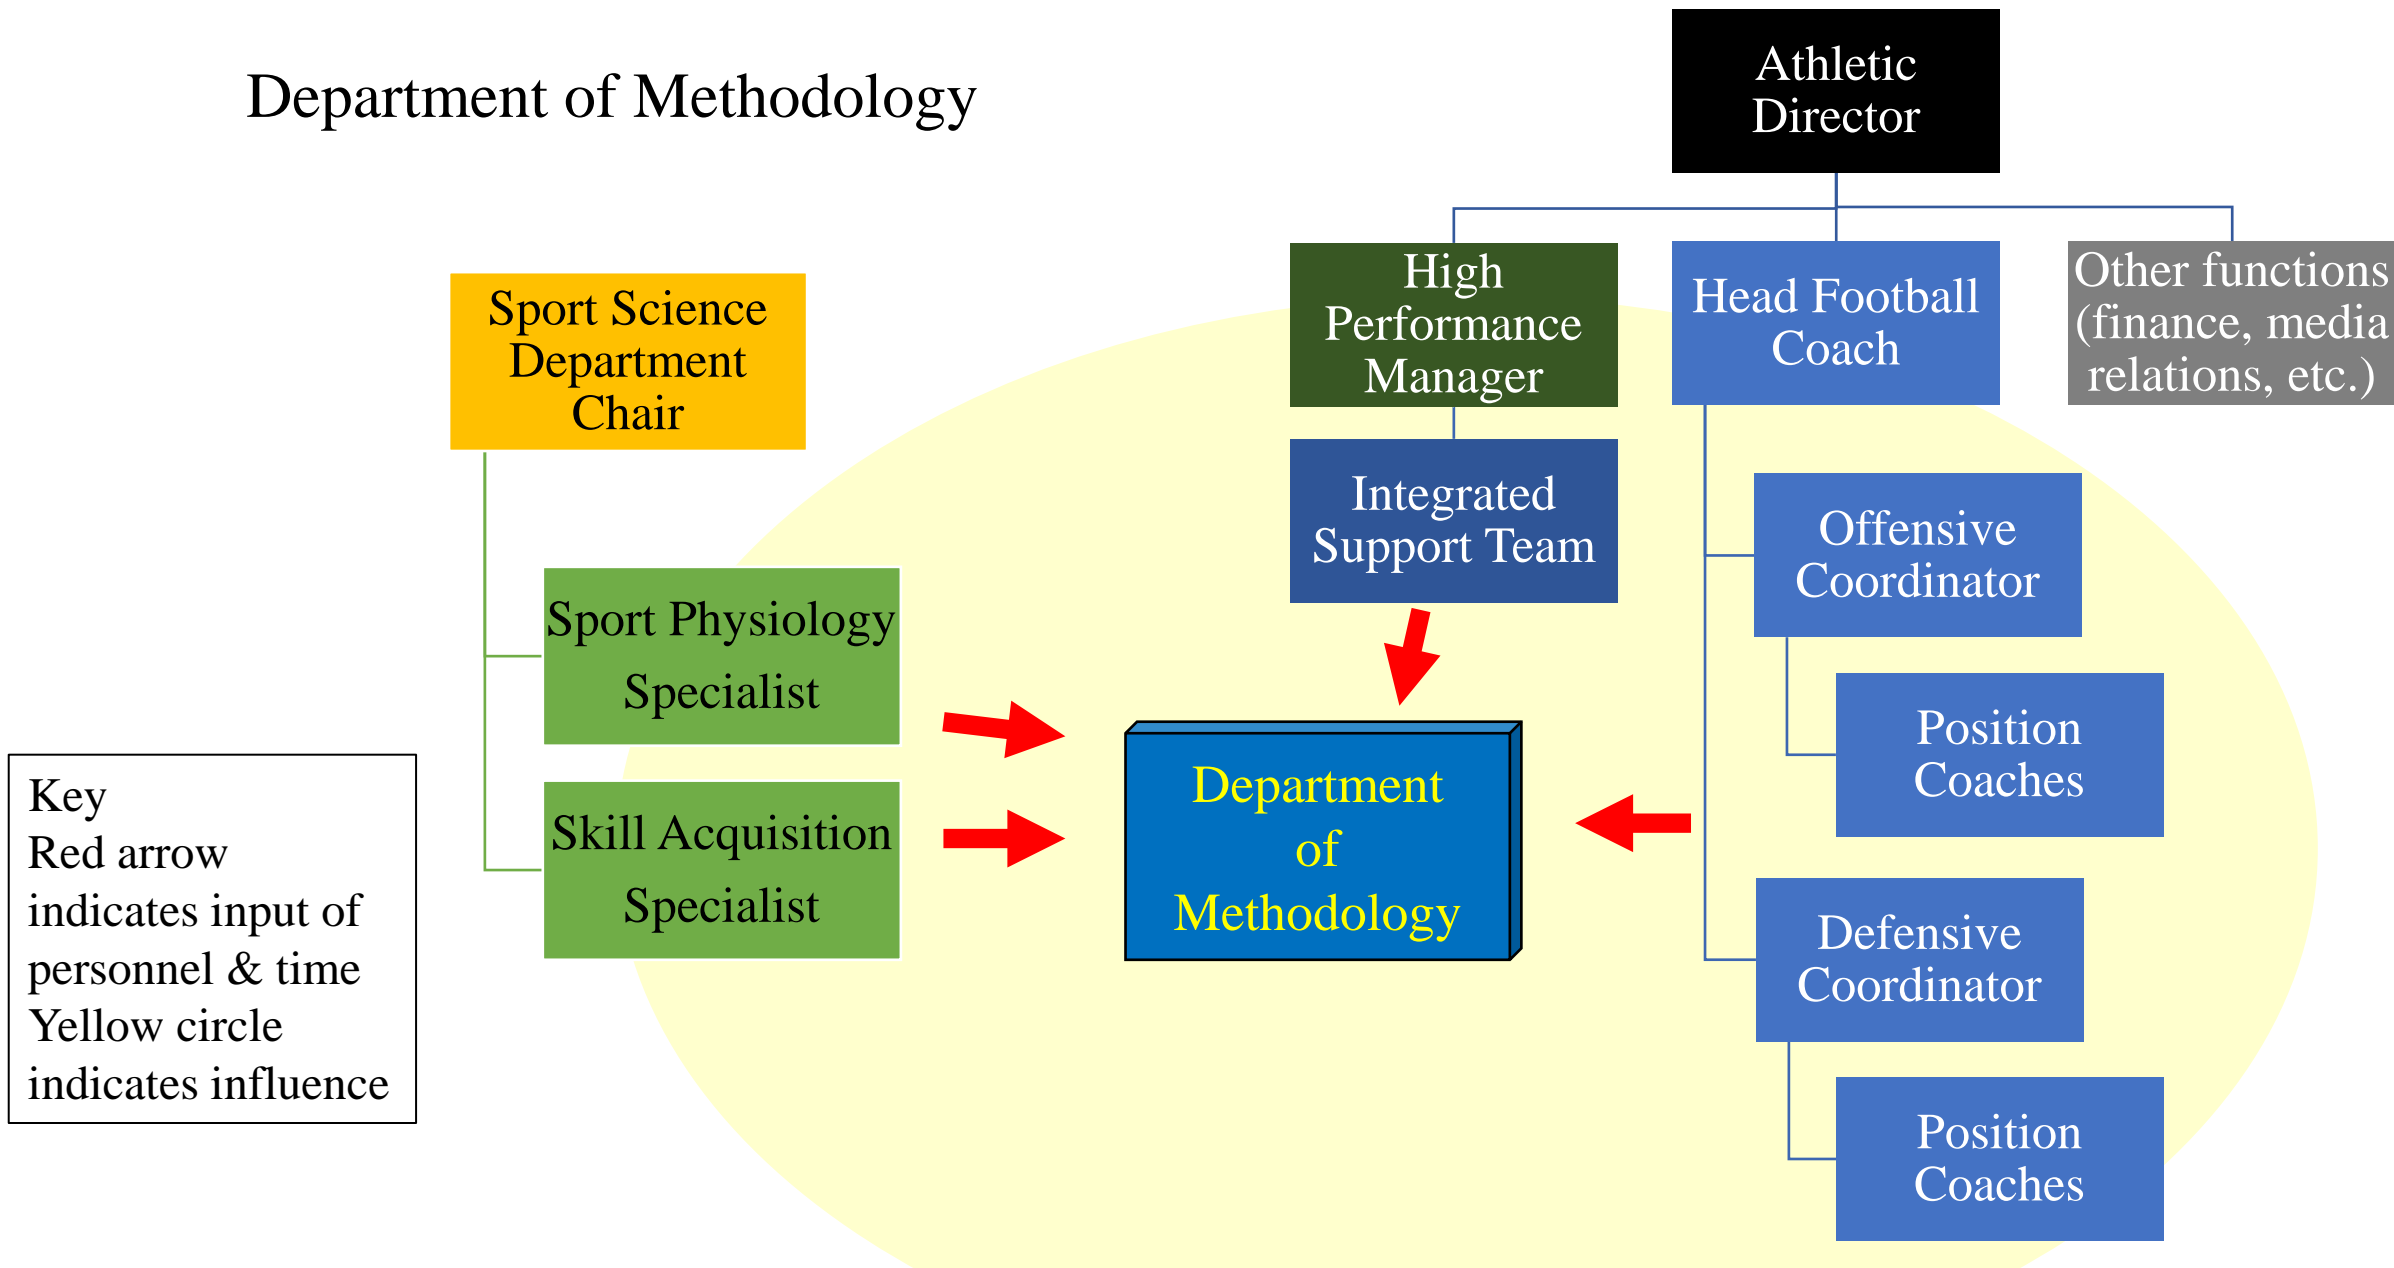 Department of Methodology
Athletic
Director
High
Performance
Manager
Head Football
Coach
Other functions
(finance, media
relations, etc.)
Sport Science
Department
Chair
Integrated
Support Team
Offensive
Coordinator
Sport Physiology
Specialist
Position
Coaches
Skill Acquisition
Specialist
Department
of
Methodology
Defensive
Coordinator
Position
Coaches
Key
Red arrow
indicates input of
personnel & time
Yellow circle
indicates influence